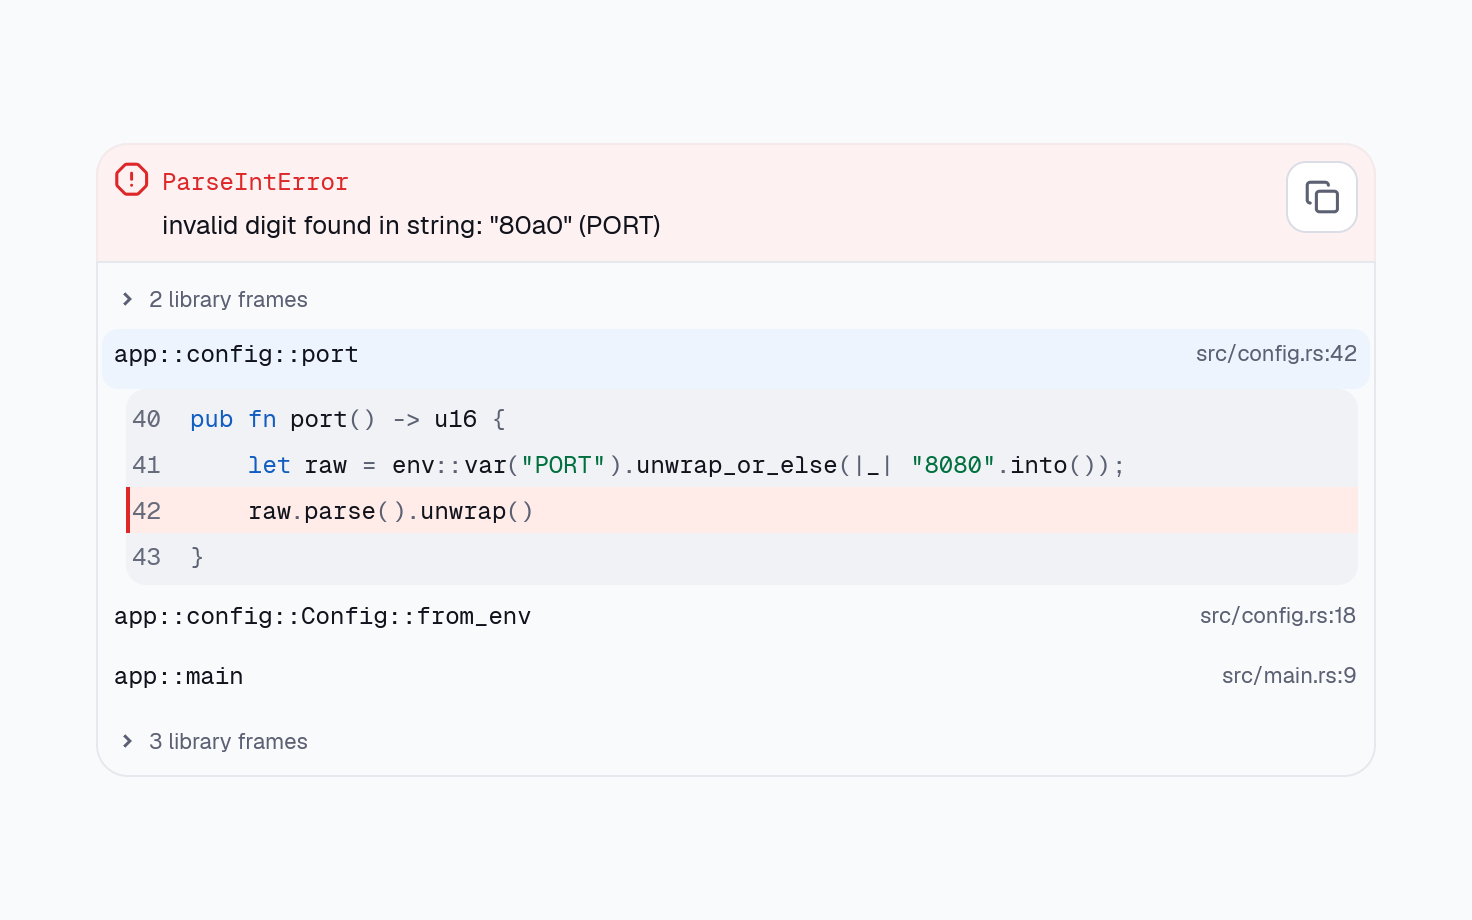 ParseIntError
invalid digit found in string: "80a0" (PORT)
2 library frames
app::config::port src/config.rs:42
40 pub fn port() -> u16 {
41     let raw = env::var("PORT").unwrap_or_else(|_| "8080".into());
42     raw.parse().unwrap()
43 }
app::config::Config::from_env src/config.rs:18
app::main src/main.rs:9
3 library frames